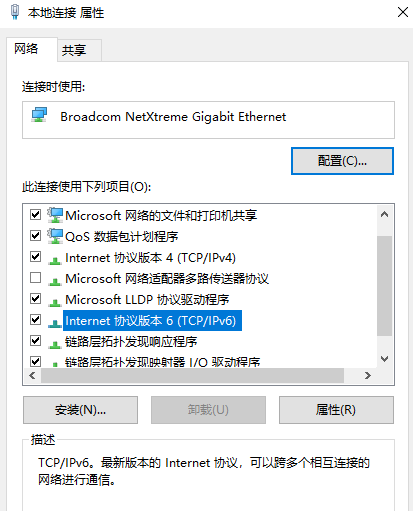 本地连接 属性
网络
共享
连接时使用:
Broadcom NetXtreme Gigabit Ethernet
配置(C)...
此连接使用下列项目(O):
Microsoft 网络的文件和打印机共享
QoS 数据包计划程序
Internet 协议版本 4 (TCP/IPv4)
Microsoft 网络适配器多路传送器协议
Microsoft LLDP 协议驱动程序
Internet 协议版本 6 (TCP/IPv6)
链路层拓扑发现响应程序
链路层拓扑发现映射器 I/O 驱动程序
安装(N)...
卸载(U)
属性(R)
描述
TCP/IPv6。最新版本的 Internet 协议，可以跨多个相互连接的
网络进行通信。